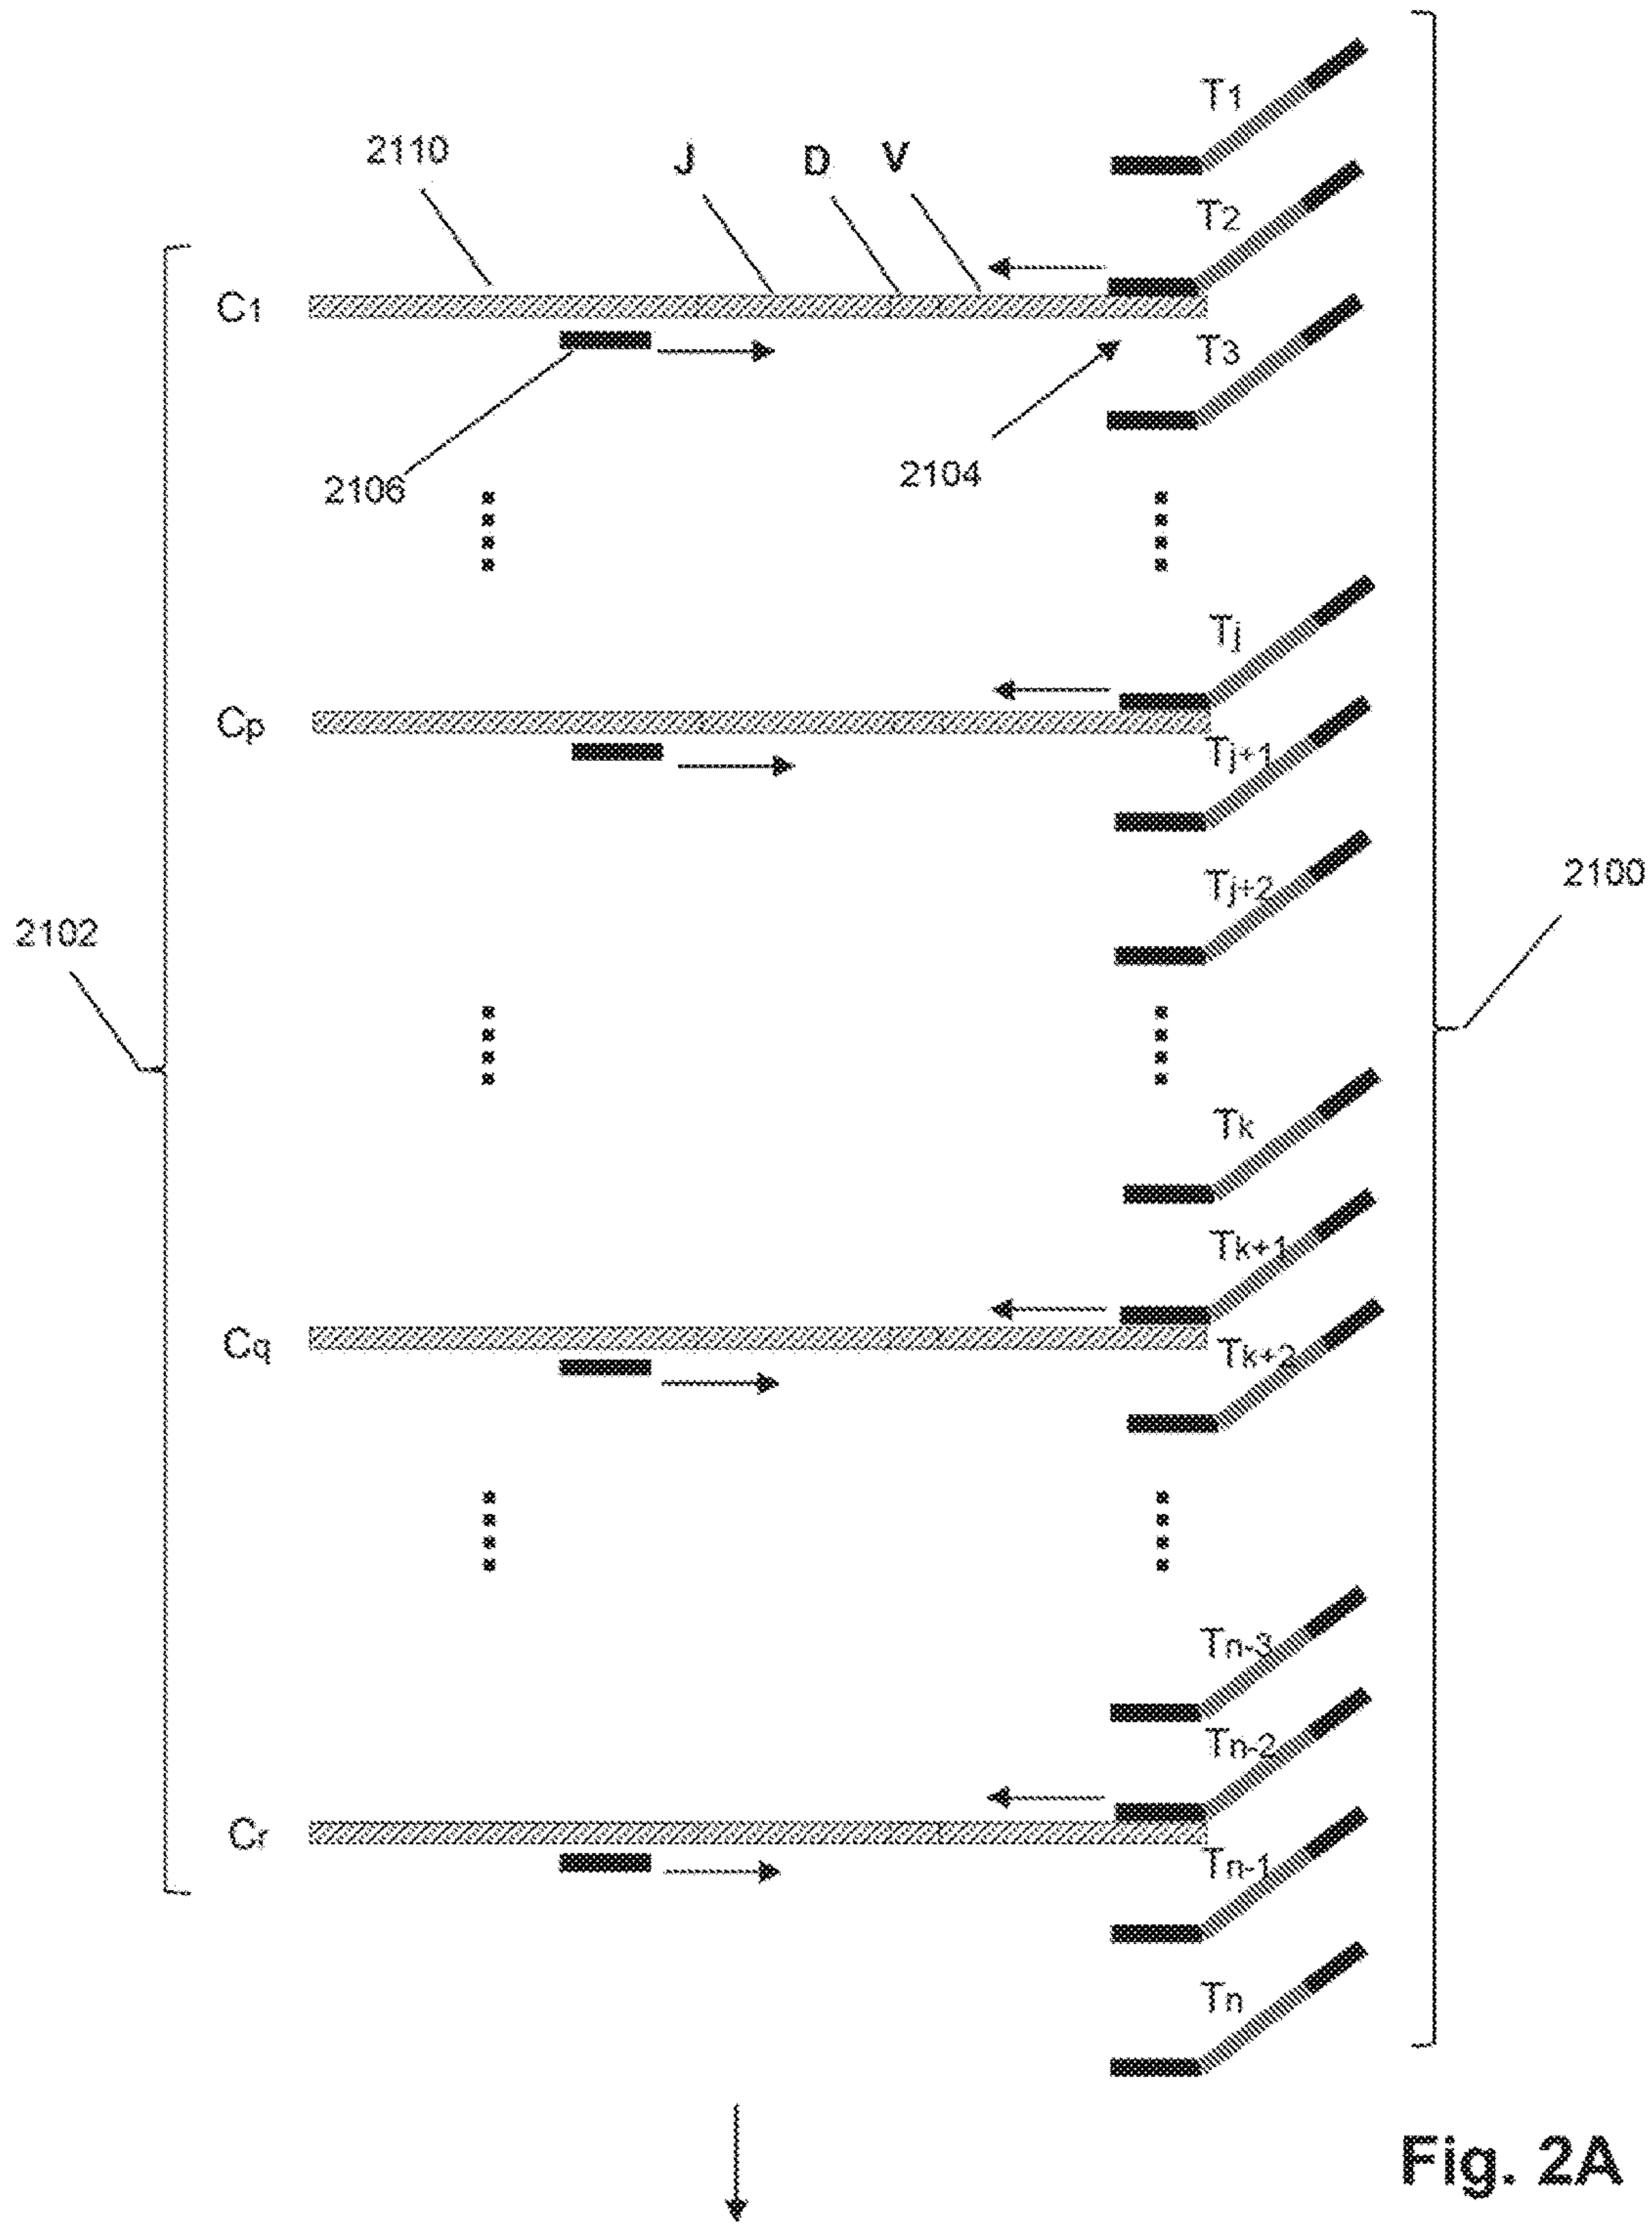 T1
2110
J
D
V
T2
C1
T3
2106
2104
Tj
Cp
Tj+1
2100
Tj+2
2102
Tk
Tk+1
Cq
Tk+2
Tn-3
Tn-2
Cr
Tn-1
Tn
Fig. 2A